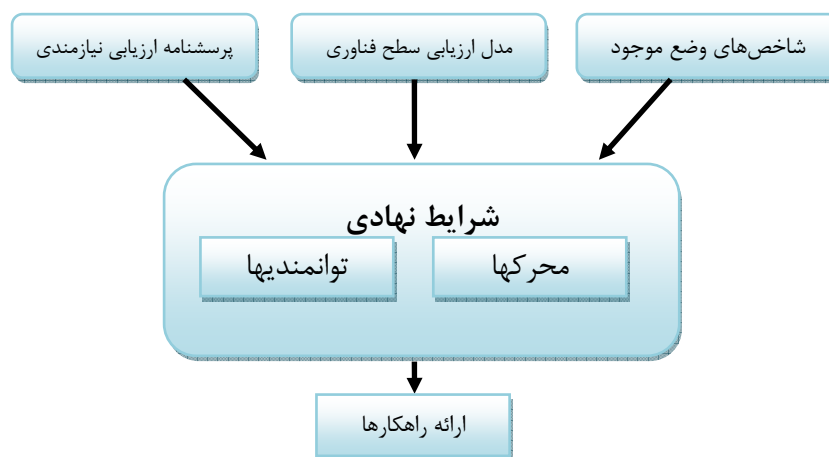 شاخص‌های وضع موجود
مدل ارزیابی سطح فناوری
پرسشنامه ارزیابی نیازمندی
شرایط نهادی
محرکها
توانمندیها
ارائه راهکارها